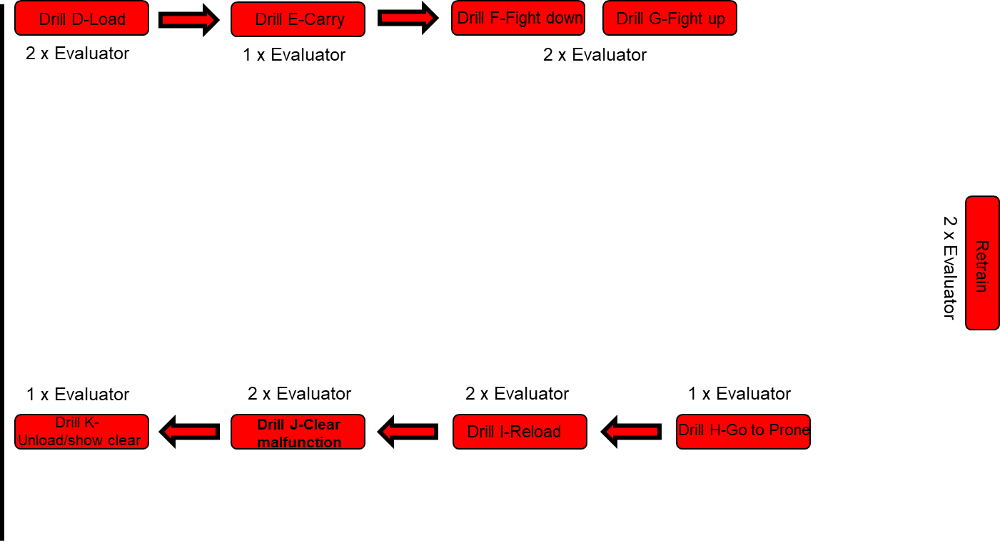 Drill D-Load
Drill E-Carry
Drill F-Fight down
Drill G-Fight up
2 x Evaluator
1 x Evaluator
2 x Evaluator
2 x Evaluator
Retrain
1 x Evaluator
2 x Evaluator
2 x Evaluator
1 x Evaluator
Drill K-
Unload/show clear
Drill J-Clear
malfunction
Drill I-Reload
Drill H-Go to Prone